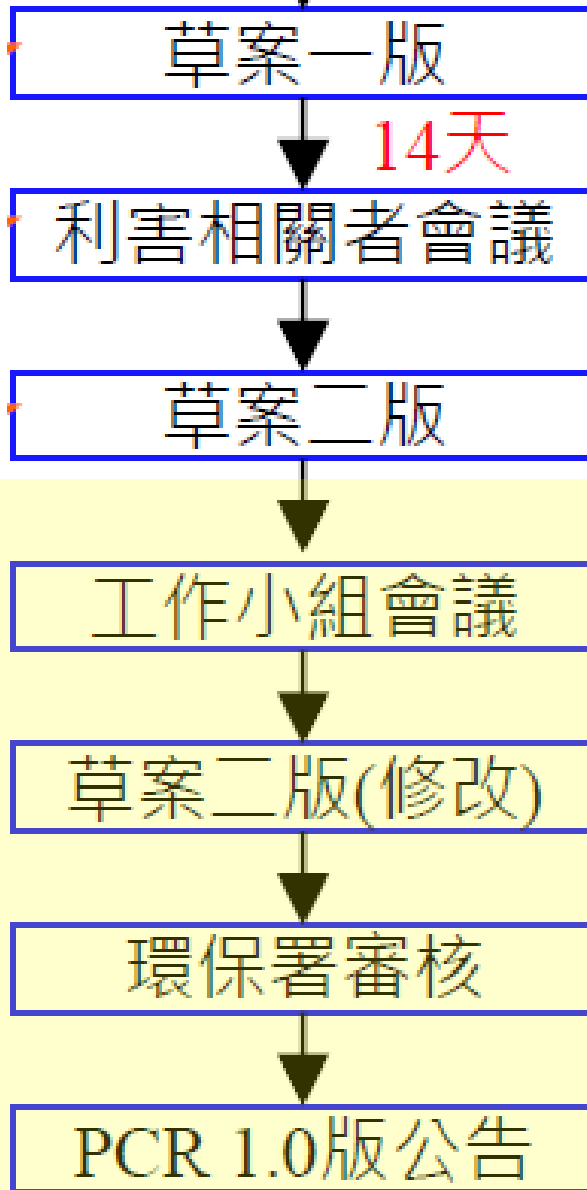 草案一版
14天
利害相關者會議
草案二版
工作小組會議
草案二版(修改)
環保署審核
PCR 1.0版公告